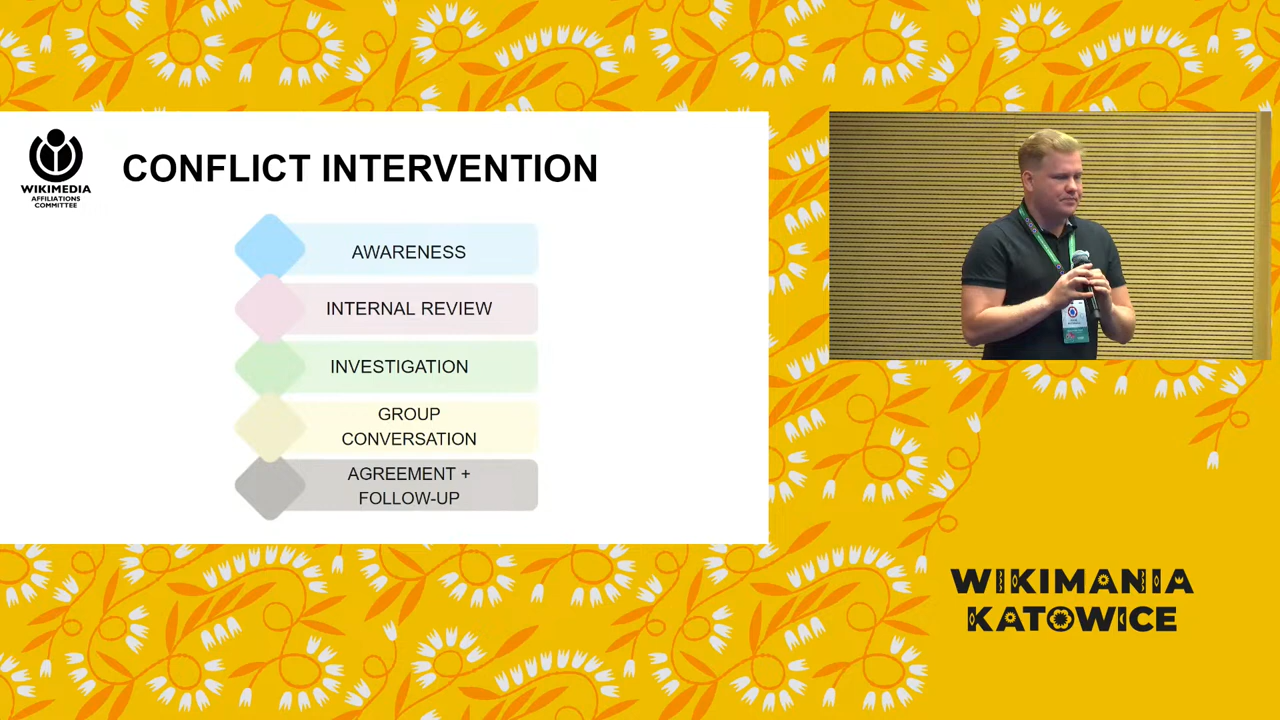 WIKIMEDIA
AFFILIATIONS
COMMITTEE
CONFLICT INTERVENTION
AWARENESS
INTERNAL REVIEW
INVESTIGATION
GROUP
CONVERSATION
AGREEMENT +
FOLLOW-UP
WIKIMANIA
KATOWICE